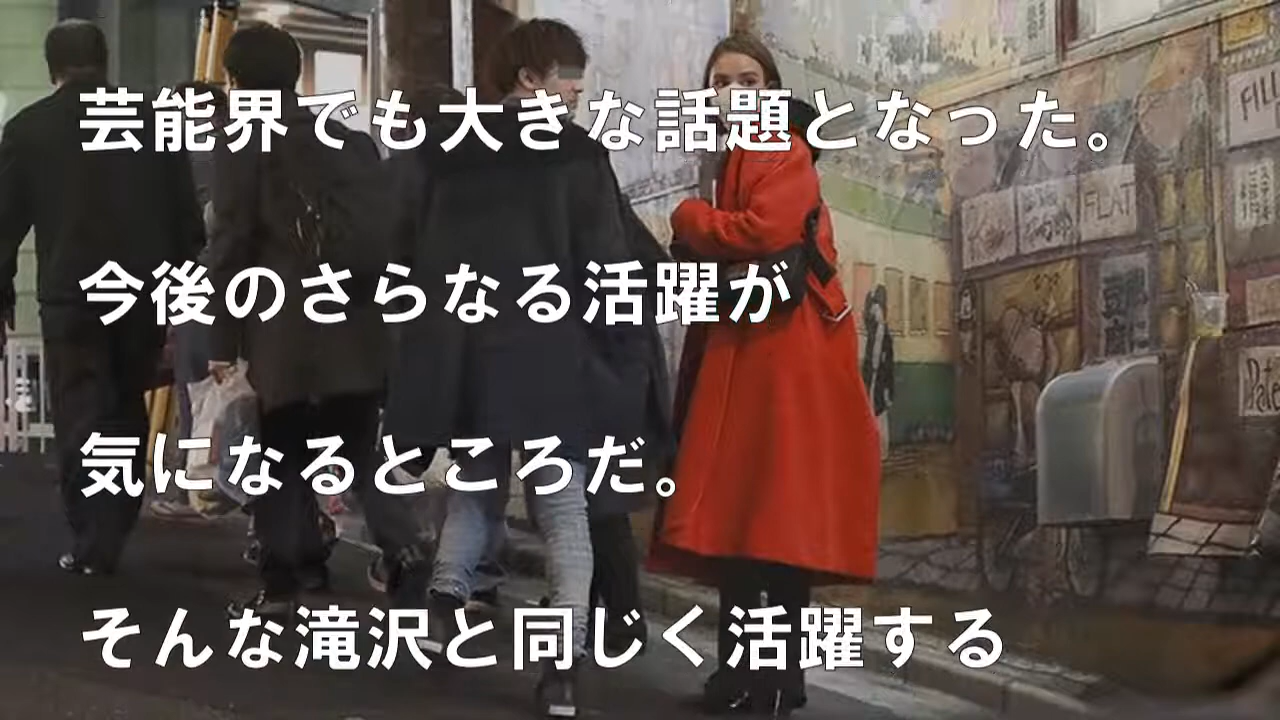 芸能界でも大きな話題となった。
今後のさらなる活躍が
気になるところだ。
そんな滝沢と同じく活躍する
FLAT